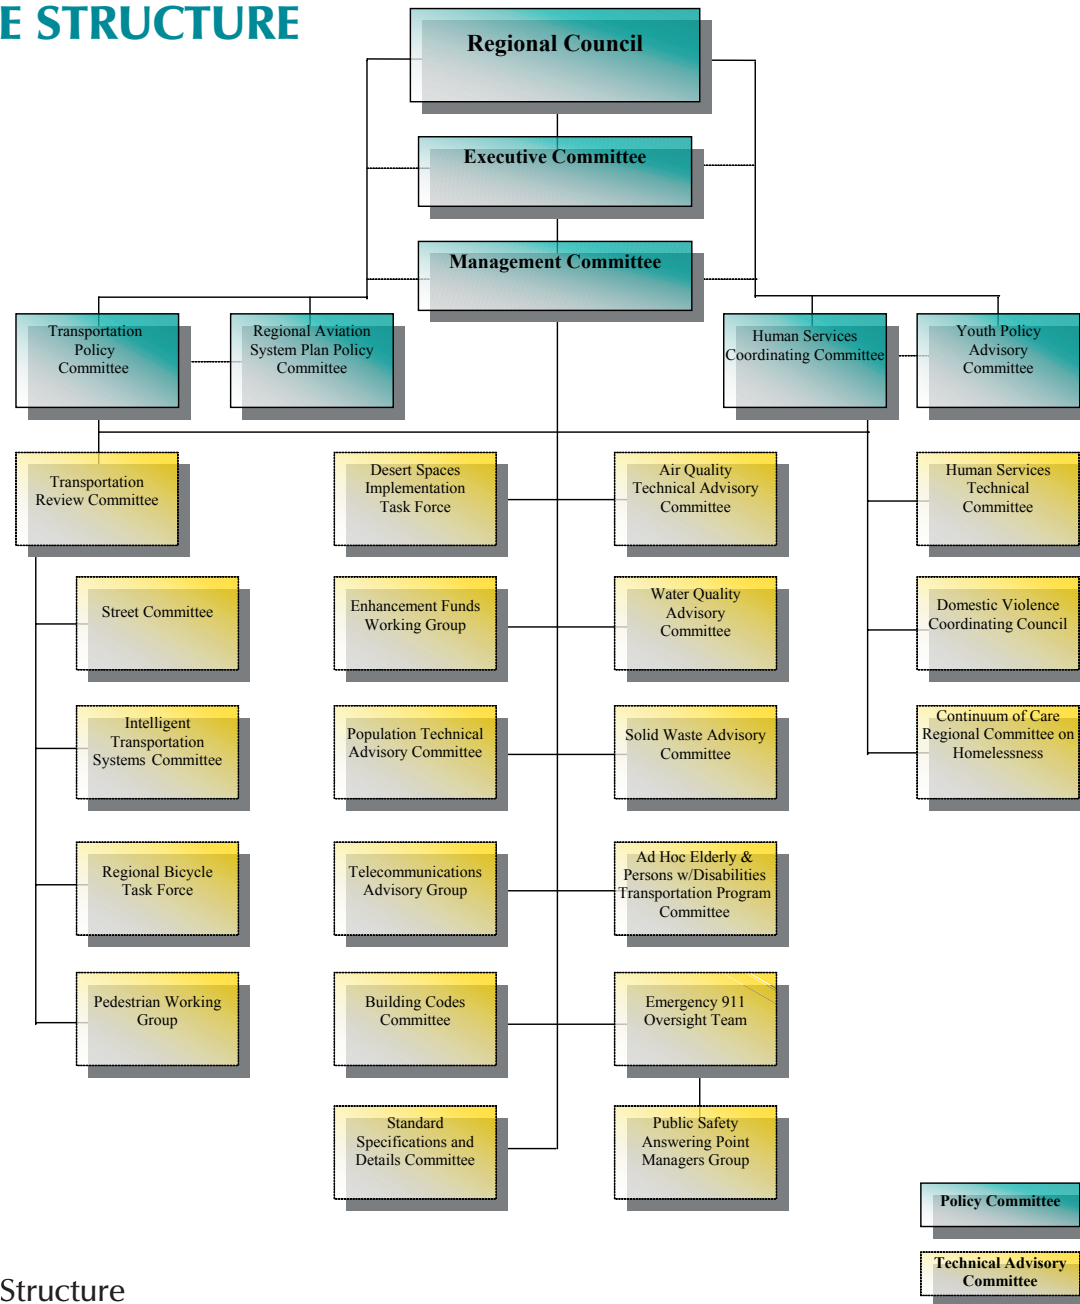 E STRUCTURE
Regional Council
Executive Committee
Management Committee
Transportation
Policy
Committee
Regional Aviation
System Plan Policy
Committee
Human Services
Coordinating Committee
Youth Policy
Advisory
Committee
Transportation
Review Committee
Desert Spaces
Implementation
Task Force
Air Quality
Technical Advisory
Committee
Human Services
Technical
Committee
Street Committee
Enhancement Funds
Working Group
Water Quality
Advisory
Committee
Domestic Violence
Coordinating Council
Intelligent
Transportation
Systems Committee
Population Technical
Advisory Committee
Solid Waste Advisory
Committee
Continuum of Care
Regional Committee on
Homelessness
Regional Bicycle
Task Force
Telecommunications
Advisory Group
Ad Hoc Elderly &
Persons w/Disabilities
Transportation Program
Committee
Pedestrian Working
Group
Building Codes
Committee
Emergency 911
Oversight Team
Standard
Specifications and
Details Committee
Public Safety
Answering Point
Managers Group
Policy Committee
Technical Advisory
Committee
Structure